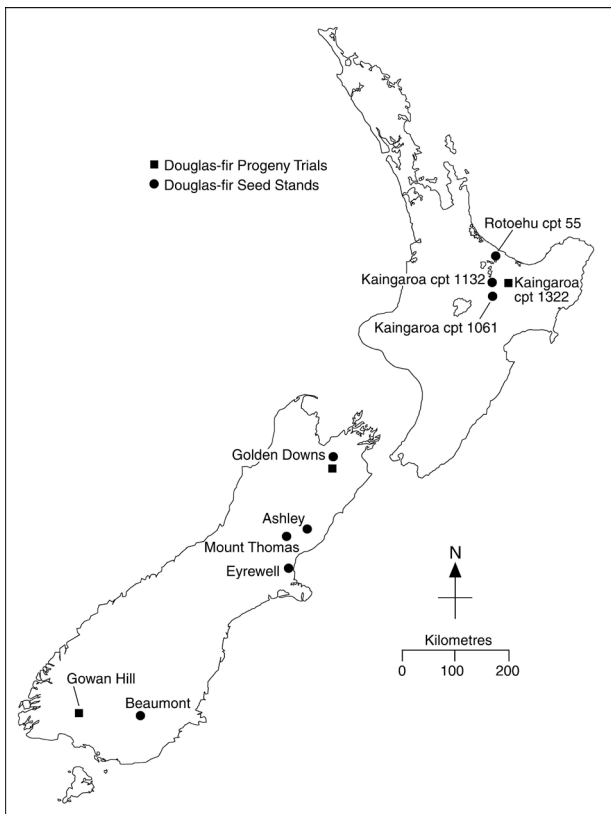 Douglas-fir Progeny Trials
Douglas-fir Seed Stands
Rotoehu cpt 55
Kaingaroa cpt 1132
Kaingaroa
cpt 1322
Kaingaroa cpt 1061
Golden Downs
Ashley
Mount Thomas
Eyrewell
N
Kilometres
0 100 200
Gowan Hill
Beaumont